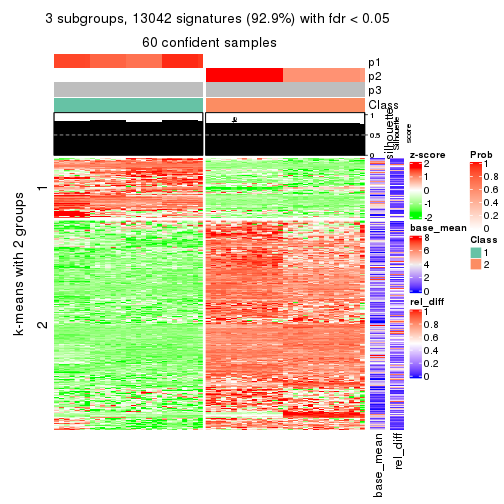 3 subgroups, 13042 signatures (92.9%) with fdr < 0.05
60 confident samples
p1
p2
p3
Class
1
0.5
0
silhouette
Silhouette
score
k-means with 2 groups
1
2
base_mean
rel_diff
z-score
2
1
0
-1
-2
base_mean
8
6
4
2
0
rel_diff
1
0.8
0.6
0.4
0.2
0
Prob
1
0.8
0.6
0.4
0.2
0
Class
1
2